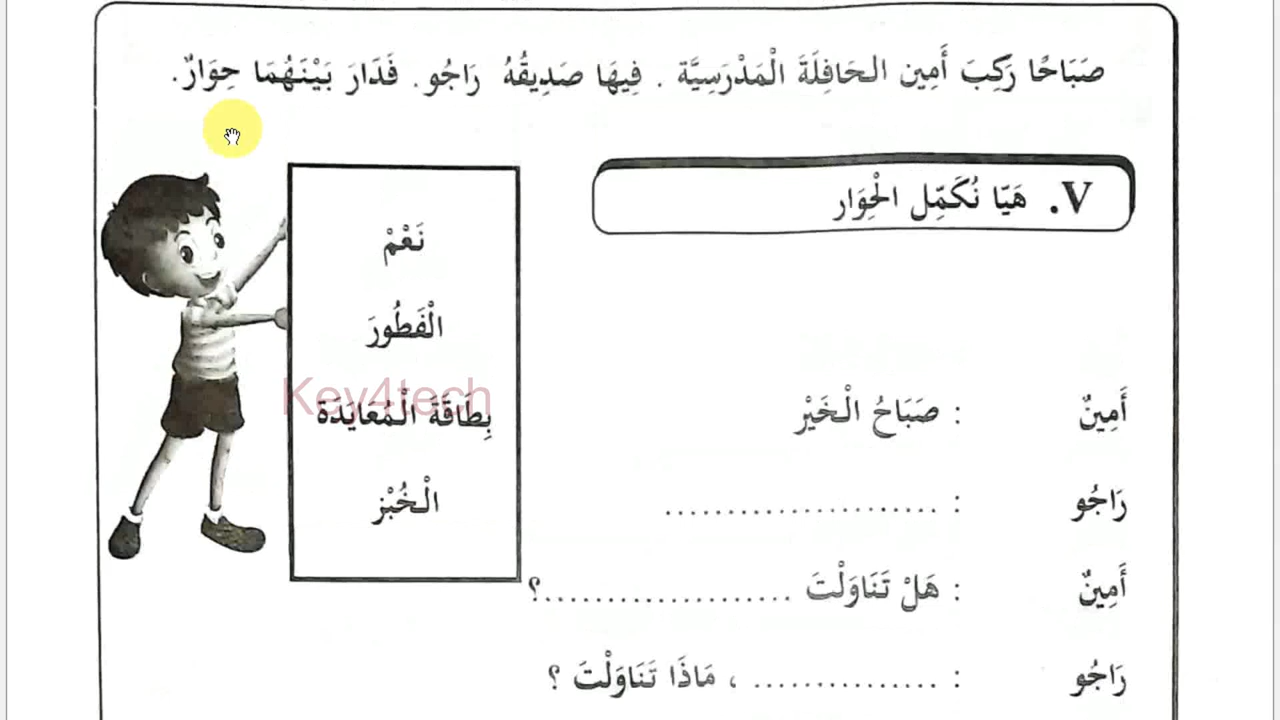 صَبَاحًا رَكِبَ أَمِين الحَافِلَةَ الْمَدْرَسِيَّة . فِيهَا صَدِيقُهُ رَاجُو. فَدَارَ بَيْنَهُمَا حِوَارٌ.
V. هَيَّا نُكَمِّل الْحِوَار
نَعْمْ
الْفَطُورَ
بِطَاقَةَ الْمُعَايَدَةَ
الْخُبْز
Key4tech
أَمِينٌ : صَبَاحُ الْخَيْر
رَاجُو : ......................
أَمِينٌ : هَلْ تَنَاوَلْتَ ....................؟
رَاجُو : ............... ، مَاذَا تَنَاوَلْتَ ؟